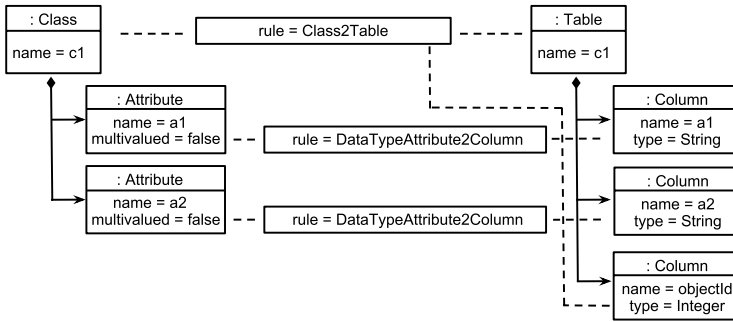 : Class
name = c1
rule = Class2Table
: Table
name = c1
: Attribute
name = a1
multivalued = false
rule = DataTypeAttribute2Column
: Column
name = a1
type = String
: Attribute
name = a2
multivalued = false
rule = DataTypeAttribute2Column
: Column
name = a2
type = String
: Column
name = objectId
type = Integer